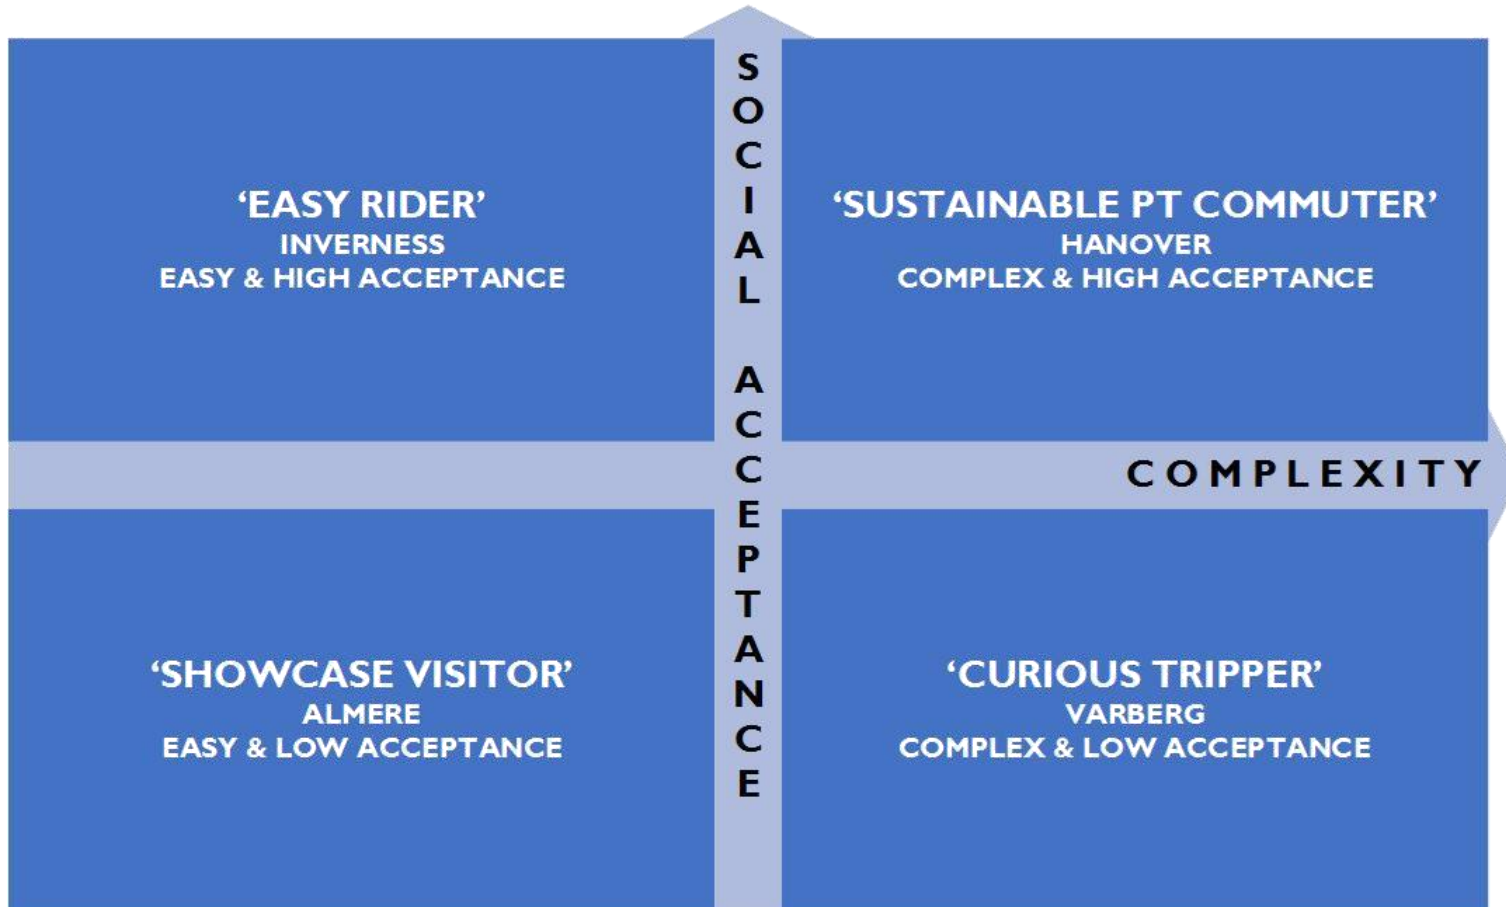 SOCIAL ACCEPTANCE
‘EASY RIDER’
INVERNESS
EASY & HIGH ACCEPTANCE
‘SUSTAINABLE PT COMMUTER’
HANOVER
COMPLEX & HIGH ACCEPTANCE
COMPLEXITY
‘SHOWCASE VISITOR’
ALMERE
EASY & LOW ACCEPTANCE
‘CURIOUS TRIPPER’
VARBERG
COMPLEX & LOW ACCEPTANCE